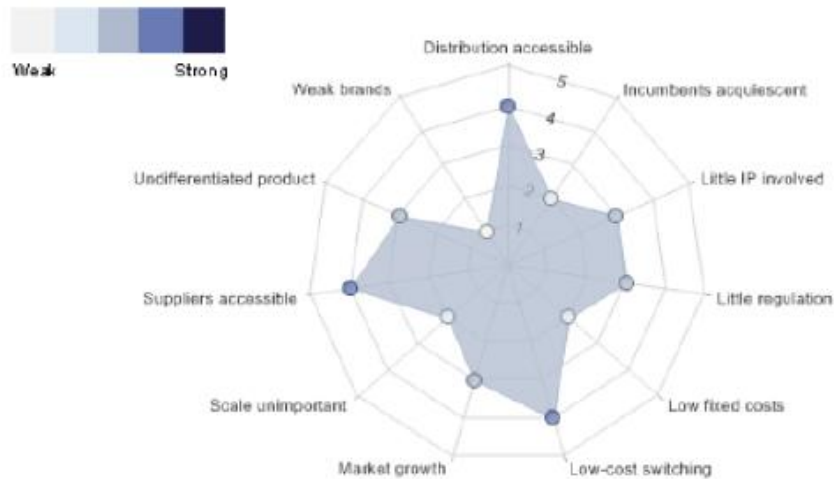 Weak Strong
Distribution accessible
Weak brands
Incumbents acquiescent
5
4
3
2
1
Undifferentiated product
Little IP involved
Suppliers accessible
Little regulation
Scale unimportant
Low fixed costs
Market growth
Low-cost switching